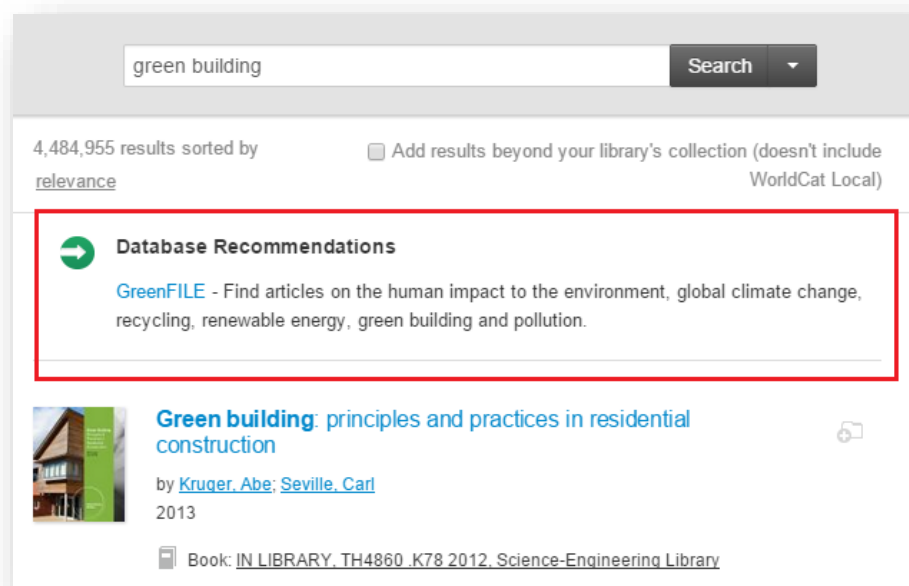 green building
Search
4,484,955 results sorted by
relevance
Add results beyond your library's collection (doesn't include
WorldCat Local)
Database Recommendations
GreenFILE - Find articles on the human impact to the environment, global climate change,
recycling, renewable energy, green building and pollution.
Green building: principles and practices in residential
construction
by Kruger, Abe; Seville, Carl
2013
Book: IN LIBRARY, TH4860 .K78 2012, Science-Engineering Library